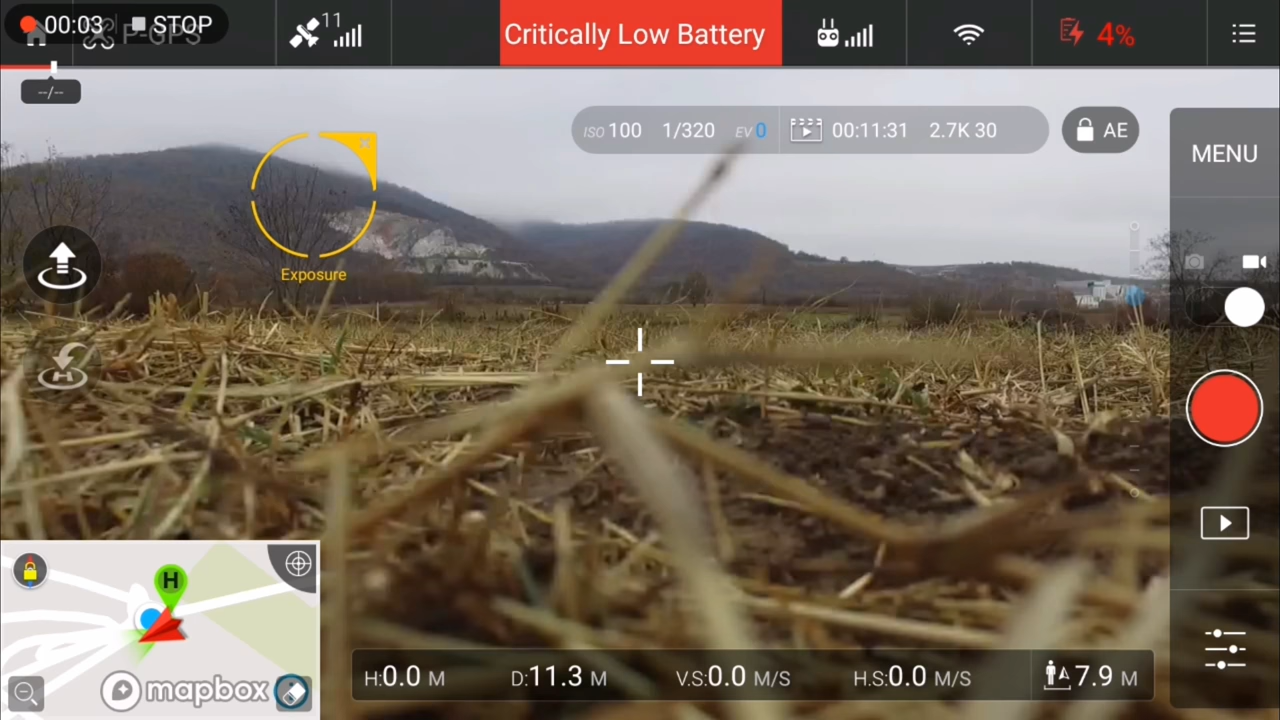 00:03 STOP
P-GPS
11
Critically Low Battery
4%
--/--
ISO 100 1/320 EV 0 00:11:31 2.7K 30
AE
MENU
Exposure
H
H
mapbox
H:0.0 M D:11.3 M V.S:0.0 M/S H.S:0.0 M/S 7.9 M